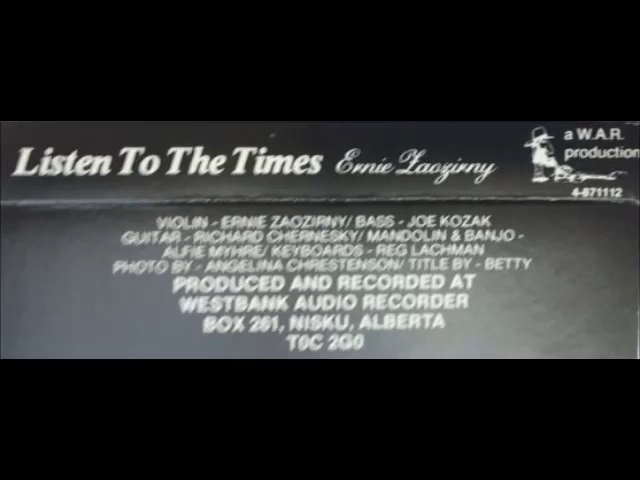 Listen To The Times Ernie Zaozirny
a W.A.R.
production
4-871112
VIOLIN - ERNIE ZAOZIRNY/ BASS - JOE KOZAK
GUITAR - RICHARD CHERNESKY/ MANDOLIN & BANJO -
ALFIE MYHRE/ KEYBOARDS - REG LACHMAN
PHOTO BY - ANGELINA CHRESTENSON/ TITLE BY - BETTY
PRODUCED AND RECORDED AT
WESTBANK AUDIO RECORDER
BOX 261, NISKU, ALBERTA
T0C 2G0